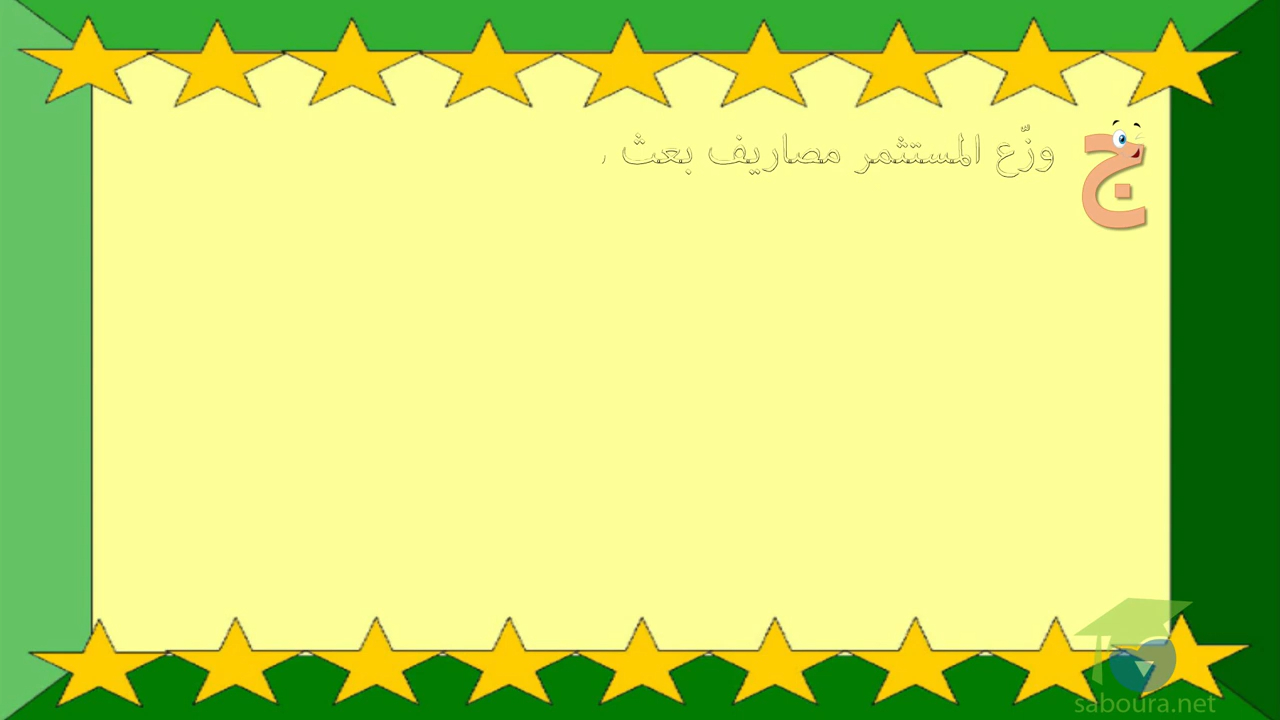 ج
وزّع المستثمر مصاريف بعث
saboura.net